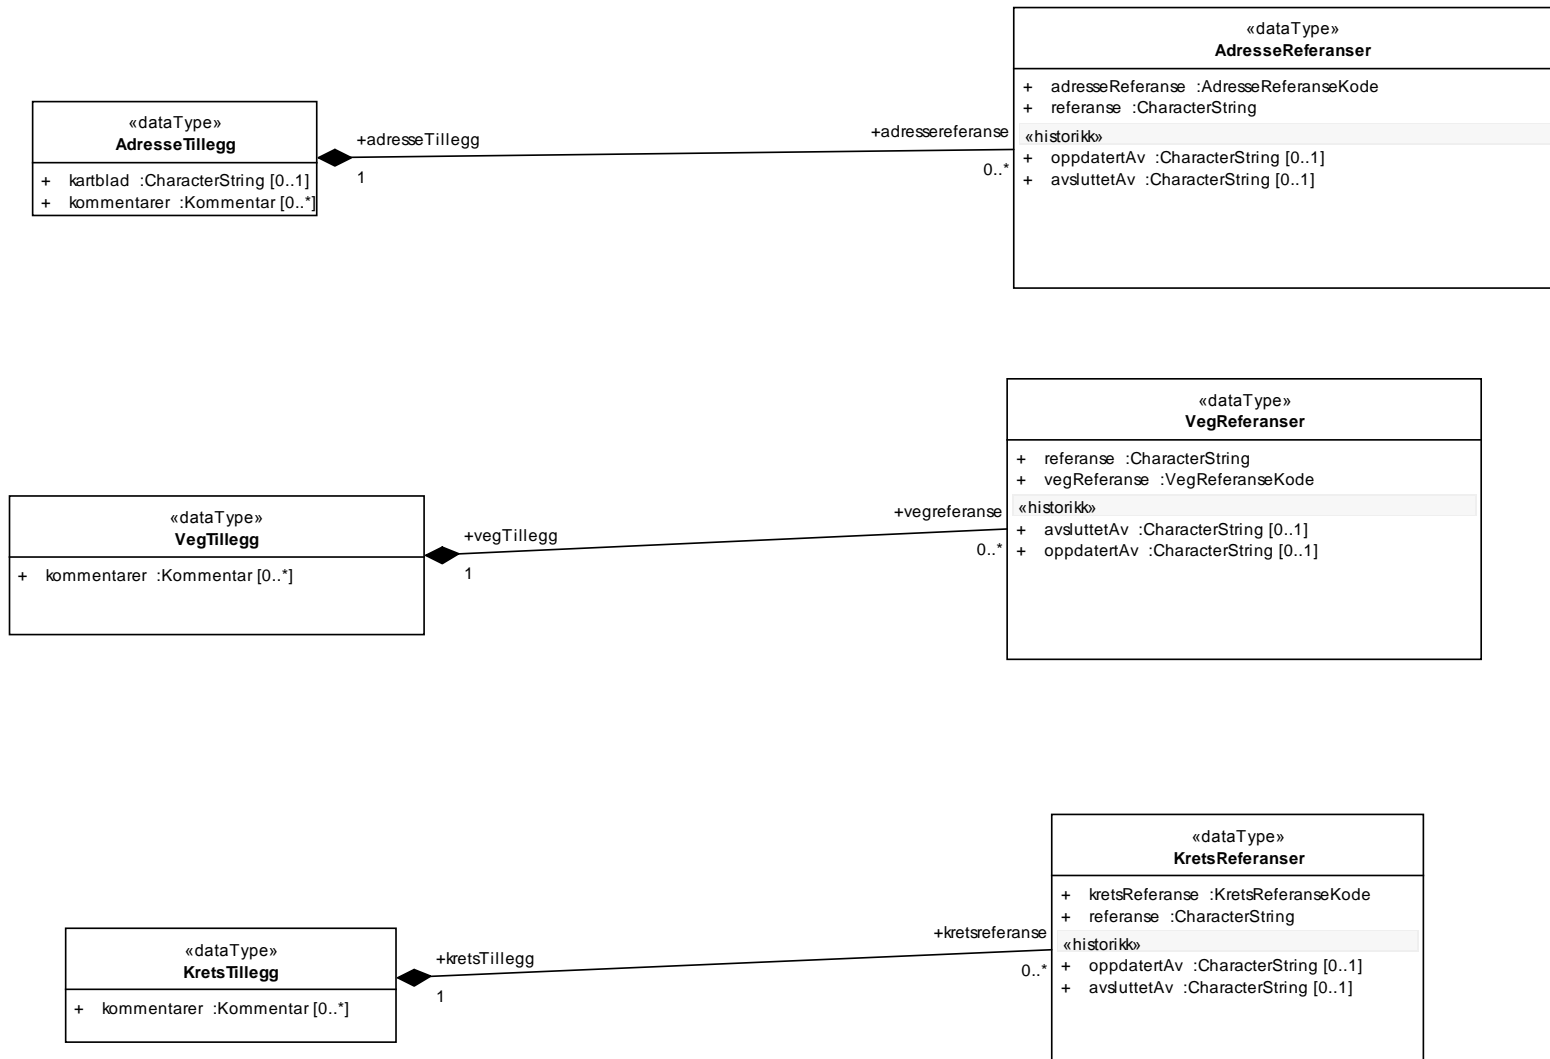 «dataType»
AdresseReferanser
+ adresseReferanse :AdresseReferanseKode
+ referanse :CharacterString
«historikk»
+ oppdatertAv :CharacterString [0..1]
+ avsluttetAv :CharacterString [0..1]
«dataType»
AdresseTillegg
+ kartblad :CharacterString [0..1]
+ kommentarer :Kommentar [0..*]
+adresseTillegg
1
+adressereferanse
0..*
«dataType»
VegReferanser
+ referanse :CharacterString
+ vegReferanse :VegReferanseKode
«historikk»
+ avsluttetAv :CharacterString [0..1]
+ oppdatertAv :CharacterString [0..1]
«dataType»
VegTillegg
+ kommentarer :Kommentar [0..*]
+vegTillegg
1
+vegreferanse
0..*
«dataType»
KretsReferanser
+ kretsReferanse :KretsReferanseKode
+ referanse :CharacterString
«historikk»
+ oppdatertAv :CharacterString [0..1]
+ avsluttetAv :CharacterString [0..1]
«dataType»
KretsTillegg
+ kommentarer :Kommentar [0..*]
+kretsTillegg
1
+kretsreferanse
0..*